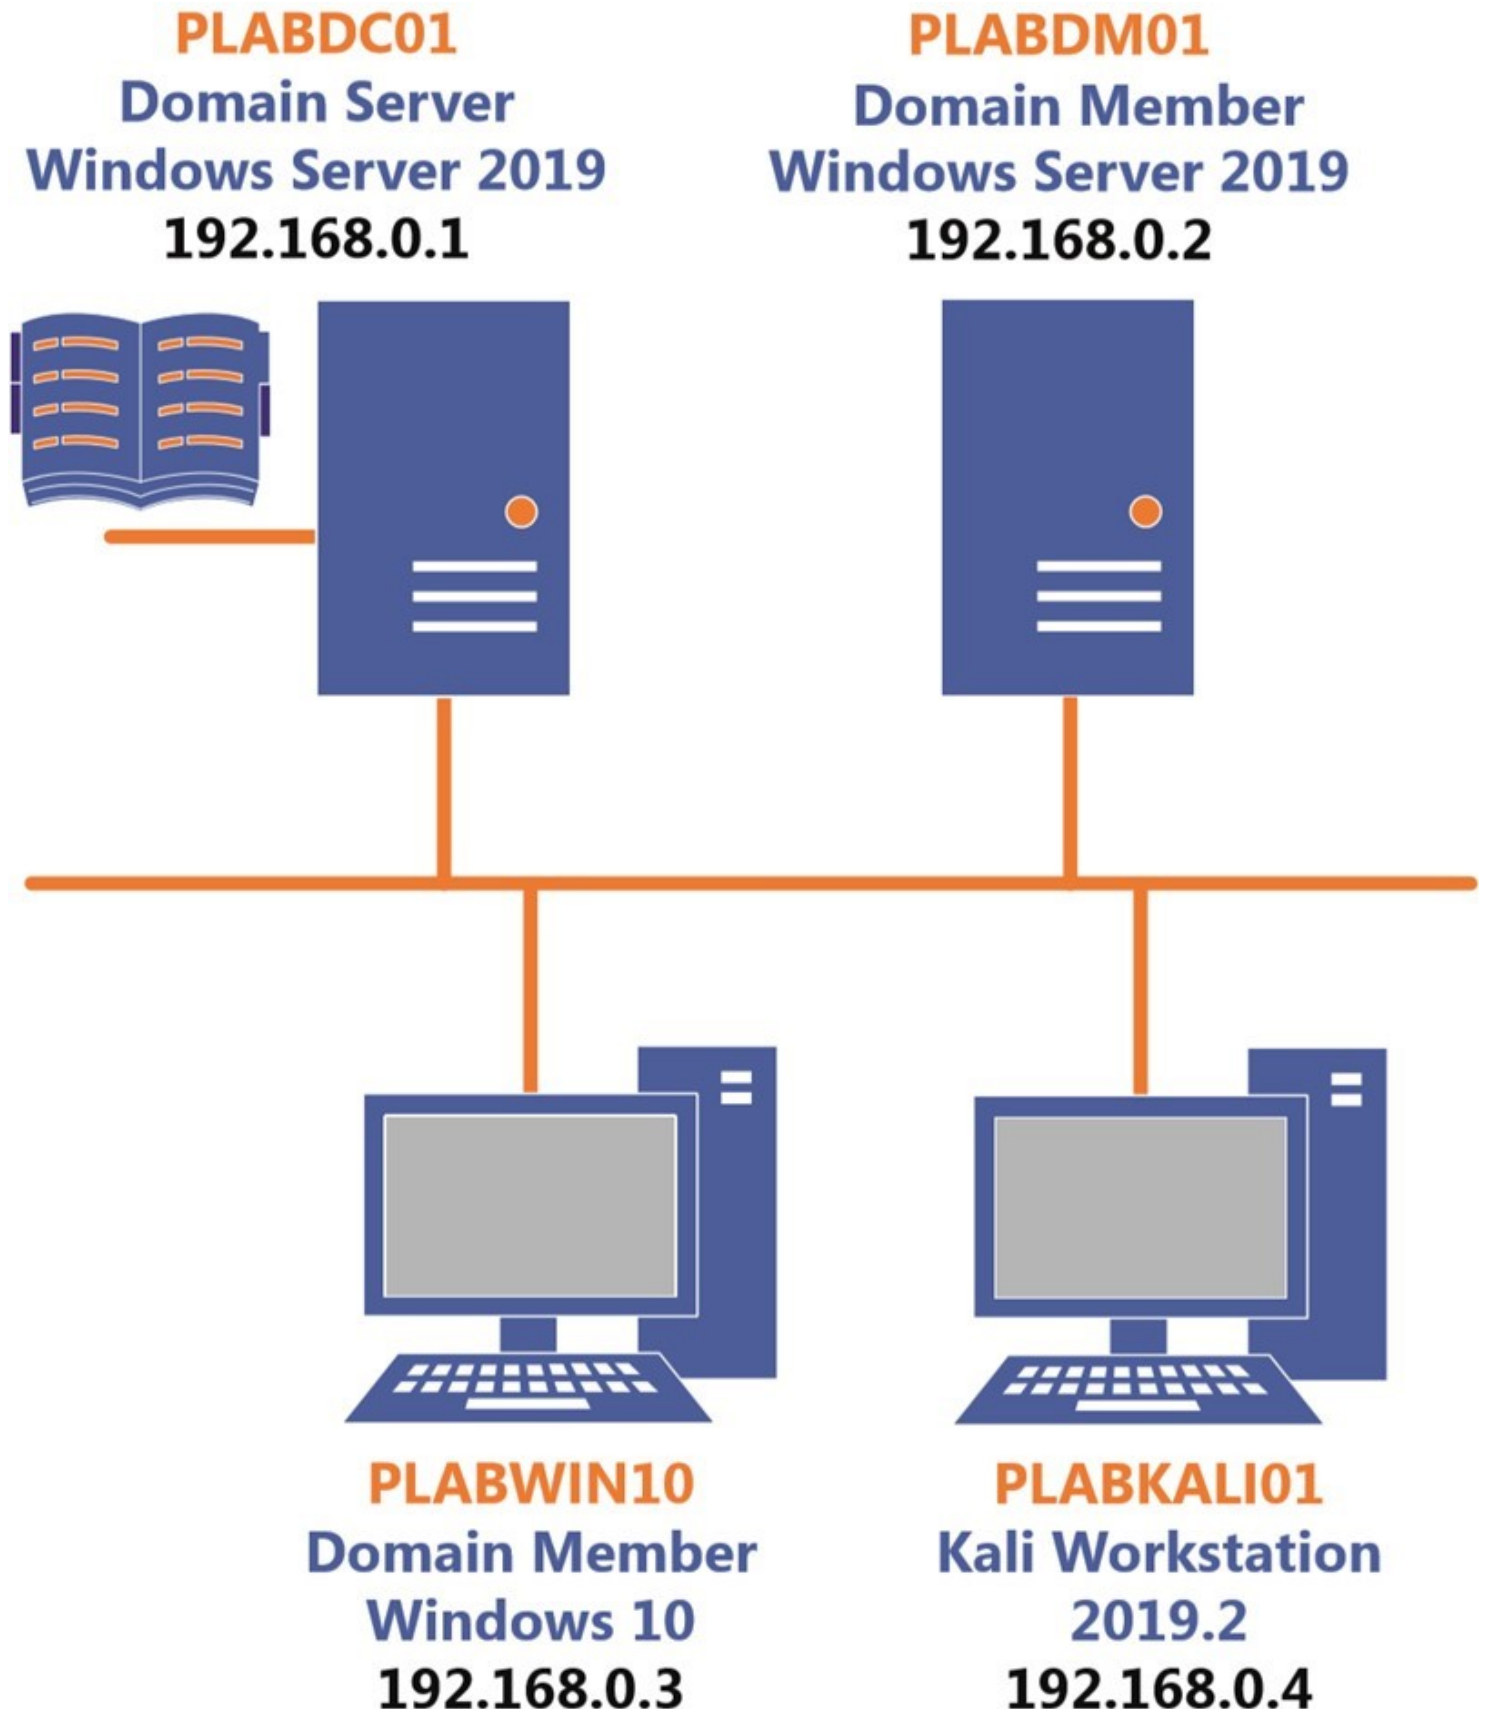 PLABDC01
Domain Server
Windows Server 2019
192.168.0.1
PLABDM01
Domain Member
Windows Server 2019
192.168.0.2
PLABWIN10
Domain Member
Windows 10
192.168.0.3
PLABKALI01
Kali Workstation
2019.2
192.168.0.4